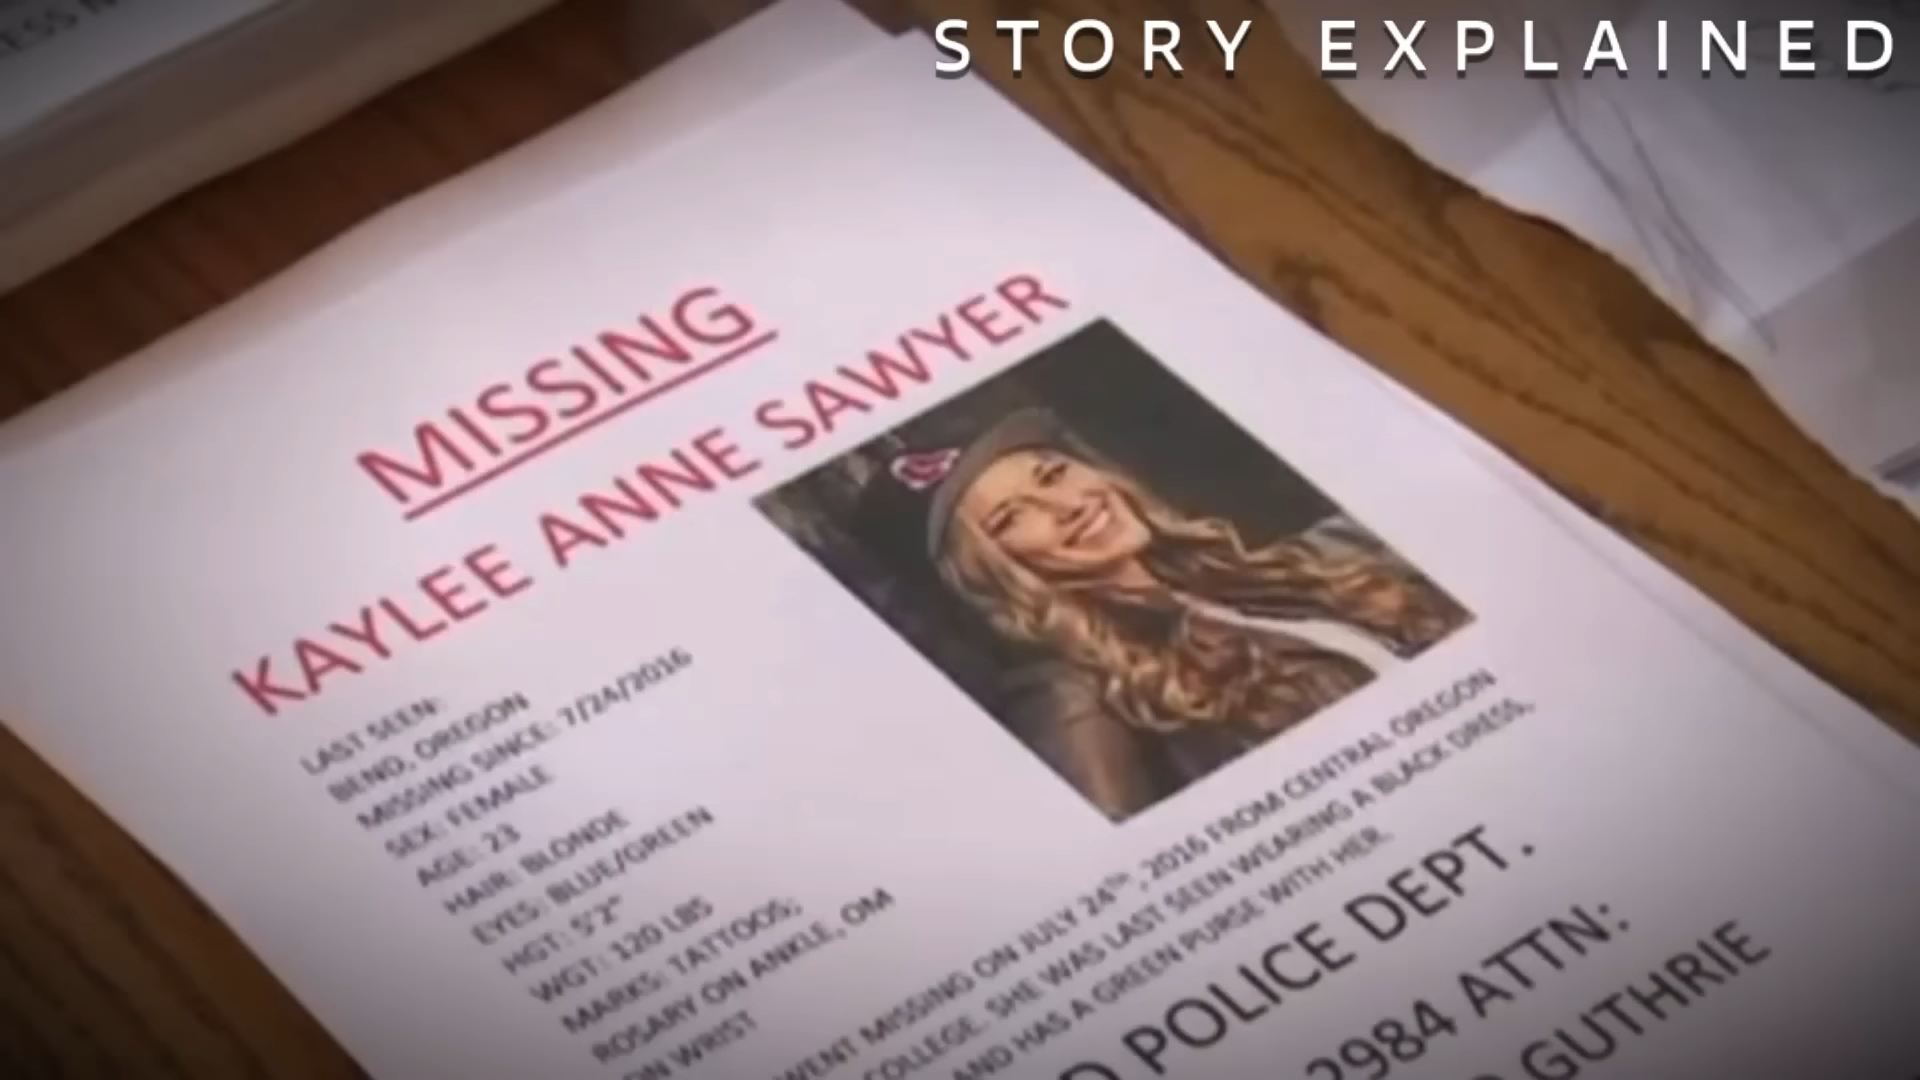 ESS
STORY EXPLAINED
MISSING
KAYLEE ANNE SAWYER
LAST SEEN:
BEND, OREGON
MISSING SINCE: 7/24/2016
SEX: FEMALE
AGE: 23
HAIR: BLONDE
EYES: BLUE/GREEN
HGT: 5'2"
WGT: 120 LBS
MARKS: TATTOOS;
ROSARY ON ANKLE, OM
ON WRIST
WENT MISSING ON JULY 24TH, 2016 FROM CENTRAL OREGON
COLLEGE. SHE WAS LAST SEEN WEARING A BLACK DRESS,
AND HAS A GREEN PURSE WITH HER.
D POLICE DEPT.
2984 ATTN:
GUTHRIE